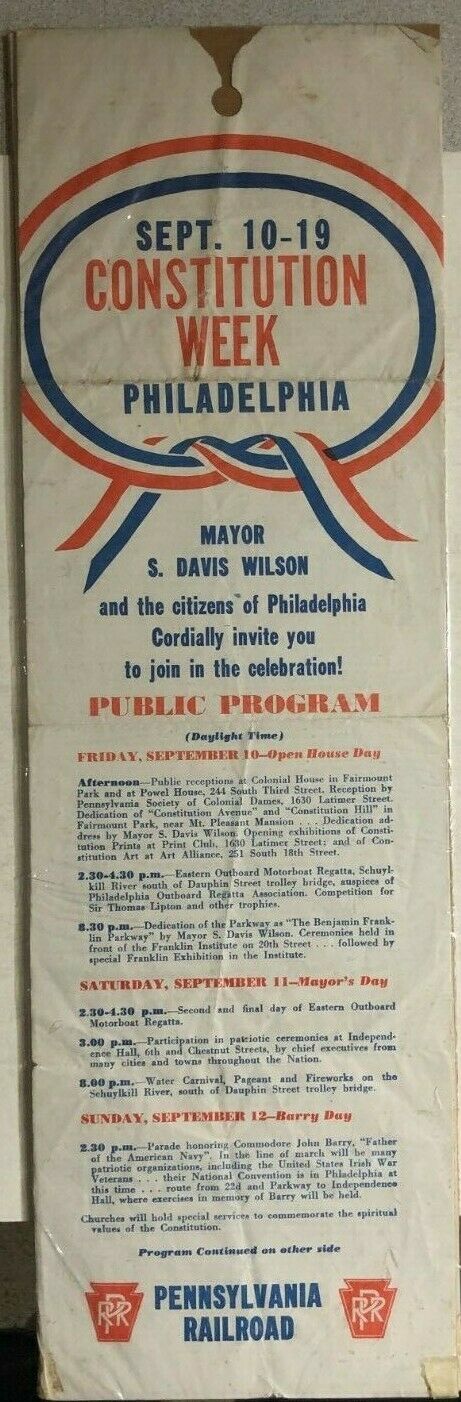 SEPT. 10-19
CONSTITUTION
WEEK
PHILADELPHIA
MAYOR
S. DAVIS WILSON
and the citizens of Philadelphia
Cordially invite you
to join in the celebration!
PUBLIC PROGRAM
(Daylight Time)
FRIDAY, SEPTEMBER 10—Open House Day
Afternoon—Public receptions at Colonial House in Fairmount
Park and at Powel House, 244 South Third Street. Reception by
Pennsylvania Society of Colonial Dames, 1630 Latimer Street.
Dedication of "Constitution Avenue" and "Constitution Hill" in
Fairmount Park, near Mt. Pleasant Mansion . . . Dedication ad-
dress by Mayor S. Davis Wilson. Opening exhibitions of Consti-
tution Prints at Print Club, 1630 Latimer Street; and of Con-
stitution Art at Art Alliance, 251 South 18th Street.
2.30-4.30 p.m.—Eastern Outboard Motorboat Regatta, Schuyl-
kill River south of Dauphin Street trolley bridge, auspices of
Philadelphia Outboard Regatta Association. Competition for
Sir Thomas Lipton and other trophies.
8.30 p.m.—Dedication of the Parkway as "The Benjamin Frank-
lin Parkway" by Mayor S. Davis Wilson. Ceremonies held in
front of the Franklin Institute on 20th Street . . . followed by
special Franklin Exhibition in the Institute.
SATURDAY, SEPTEMBER 11—Mayor's Day
2.30-4.30 p.m.—Second and final day of Eastern Outboard
Motorboat Regatta.
3.00 p.m.—Participation in patriotic ceremonies at Independ-
ence Hall, 6th and Chestnut Streets, by chief executives from
many cities and towns throughout the Nation.
8.00 p.m.—Water Carnival, Pageant and Fireworks on the
Schuylkill River, south of Dauphin Street trolley bridge.
SUNDAY, SEPTEMBER 12—Barry Day
2.30 p.m.—Parade honoring Commodore John Barry, "Father
of the American Navy". In the line of march will be many
patriotic organizations, including the United States Irish War
Veterans . . . their National Convention is in Philadelphia at
this time . . . route from 22d and Parkway to Independence
Hall, where exercises in memory of Barry will be held.
Churches will hold special services to commemorate the spiritual
values of the Constitution.
Program Continued on other side
PRR PENNSYLVANIA PRR
RAILROAD